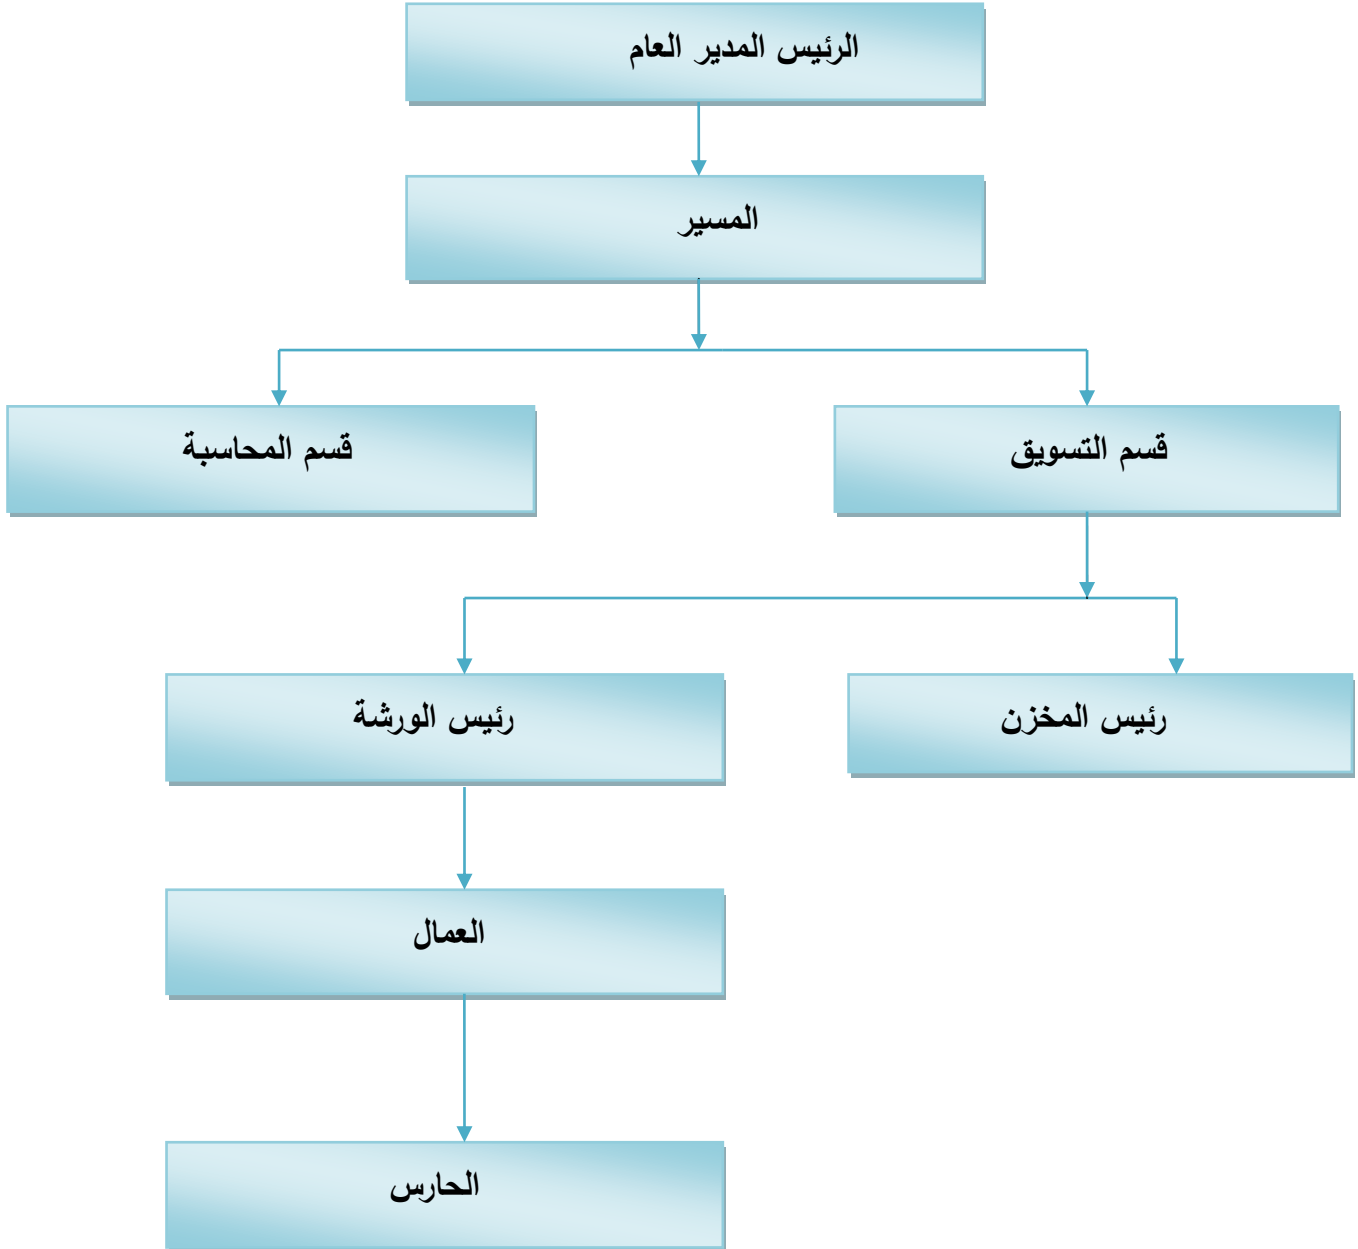 الرئيس المدير العام
المسير
قسم التسويق
قسم المحاسبة
رئيس المخزن
رئيس الورشة
العمال
الحارس